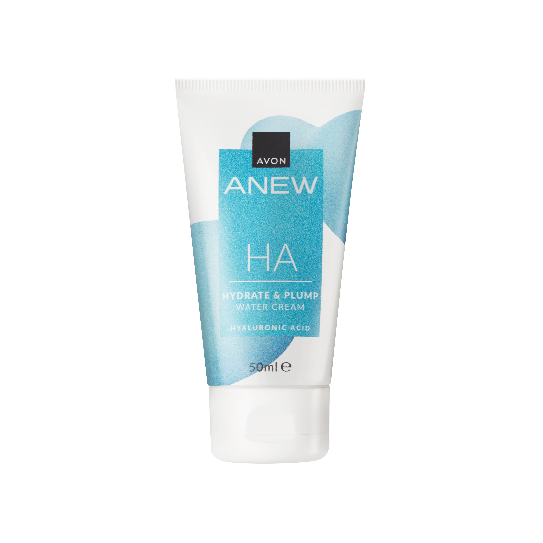 AVON
ANEW
HA
HYDRATE & PLUMP
WATER CREAM
HYALURONIC ACID
50ml ℮